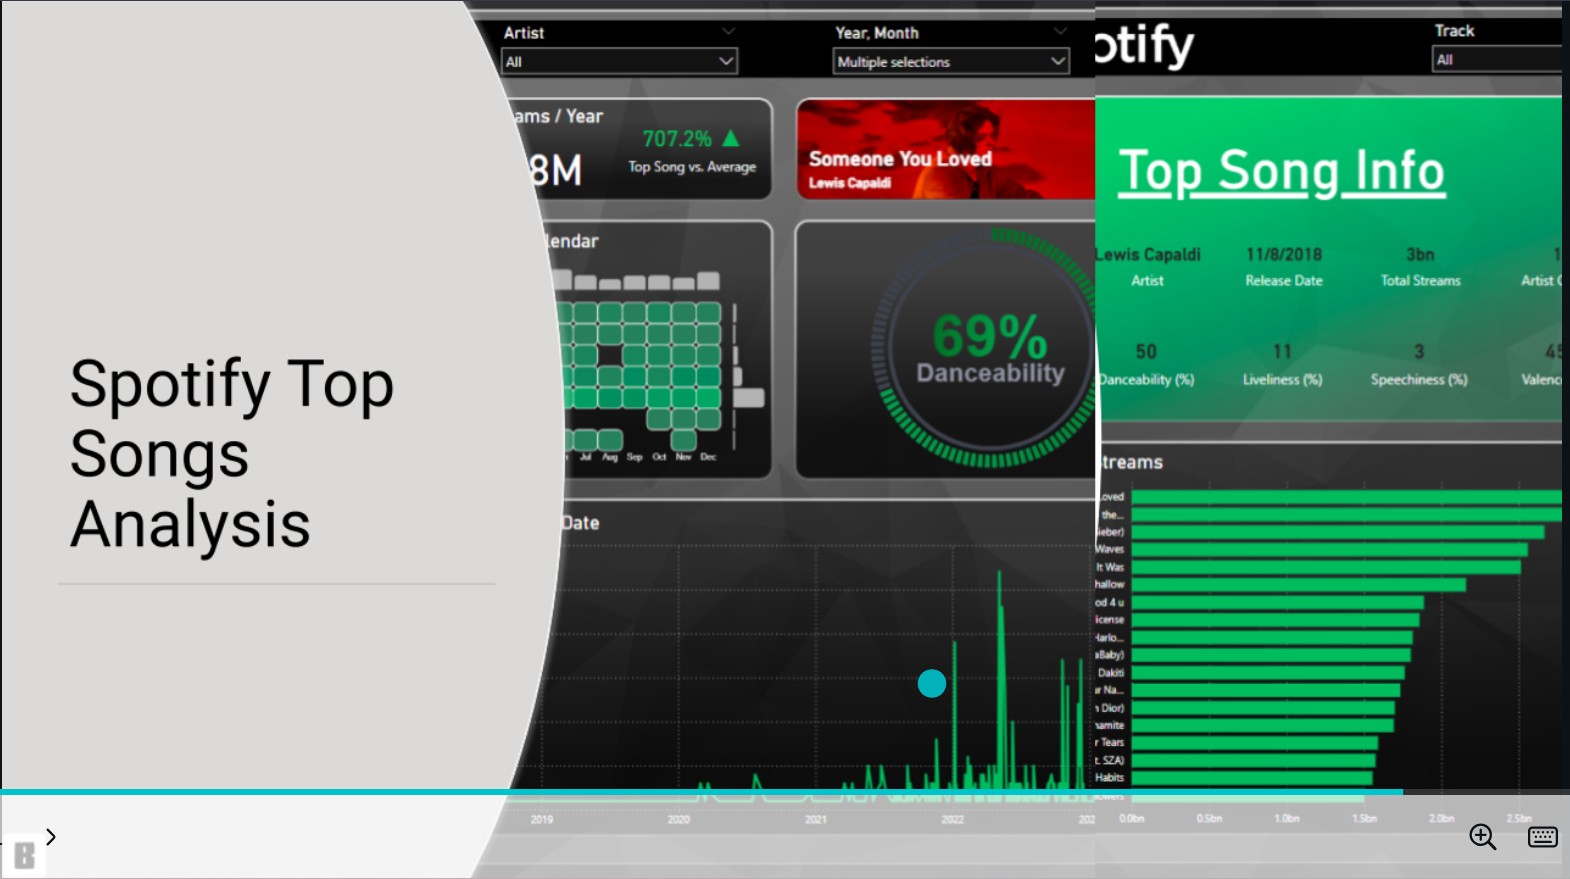 Spotify Top
Songs
Analysis
Artist
All
Year, Month
Multiple selections
ams / Year
707.2%
Top Song vs. Average
8M
Someone You Loved
Lewis Capaldi
lendar
Jul Aug Sep Oct Nov Dec
69%
Danceability
Date
2019 2020 2021 2022 202
otify
Track
All
Top Song Info
Lewis Capaldi 11/8/2018 3bn 1
Artist Release Date Total Streams Artist
50 11 3 45
Danceability (%) Liveliness (%) Speechiness (%) Valenc
treams
oved
the...
ieber)
Waves
It Was
hallow
od 4 u
icense
Harlo...
aBaby)
Dakiti
ur Na...
n Dior)
namite
r Tears
t. SZA)
Habits
0.0bn 0.5bn 1.0bn 1.5bn 2.0bn 2.5bn
B